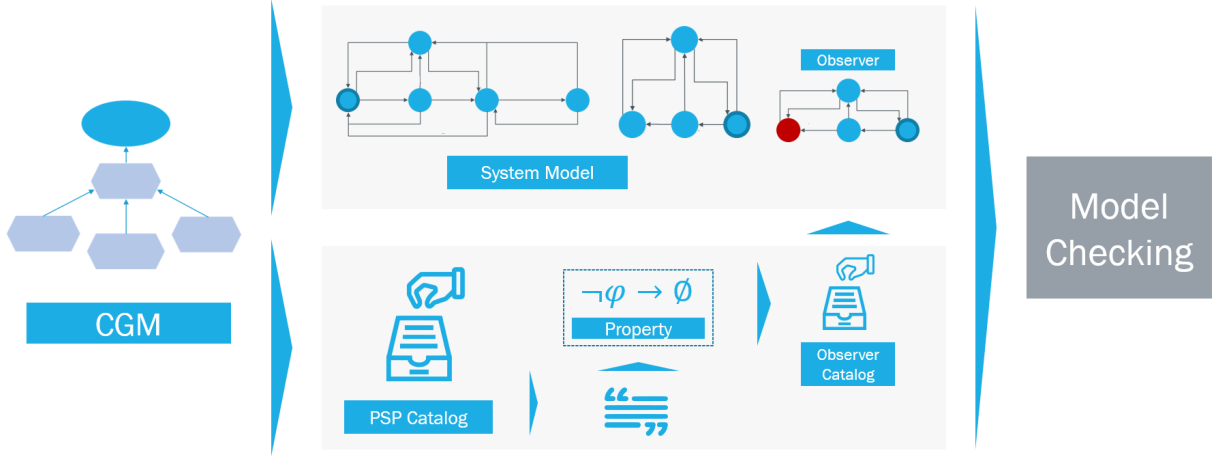 Observer
System Model
CGM
¬φ → ∅
Property
PSP Catalog
Observer
Catalog
Model
Checking